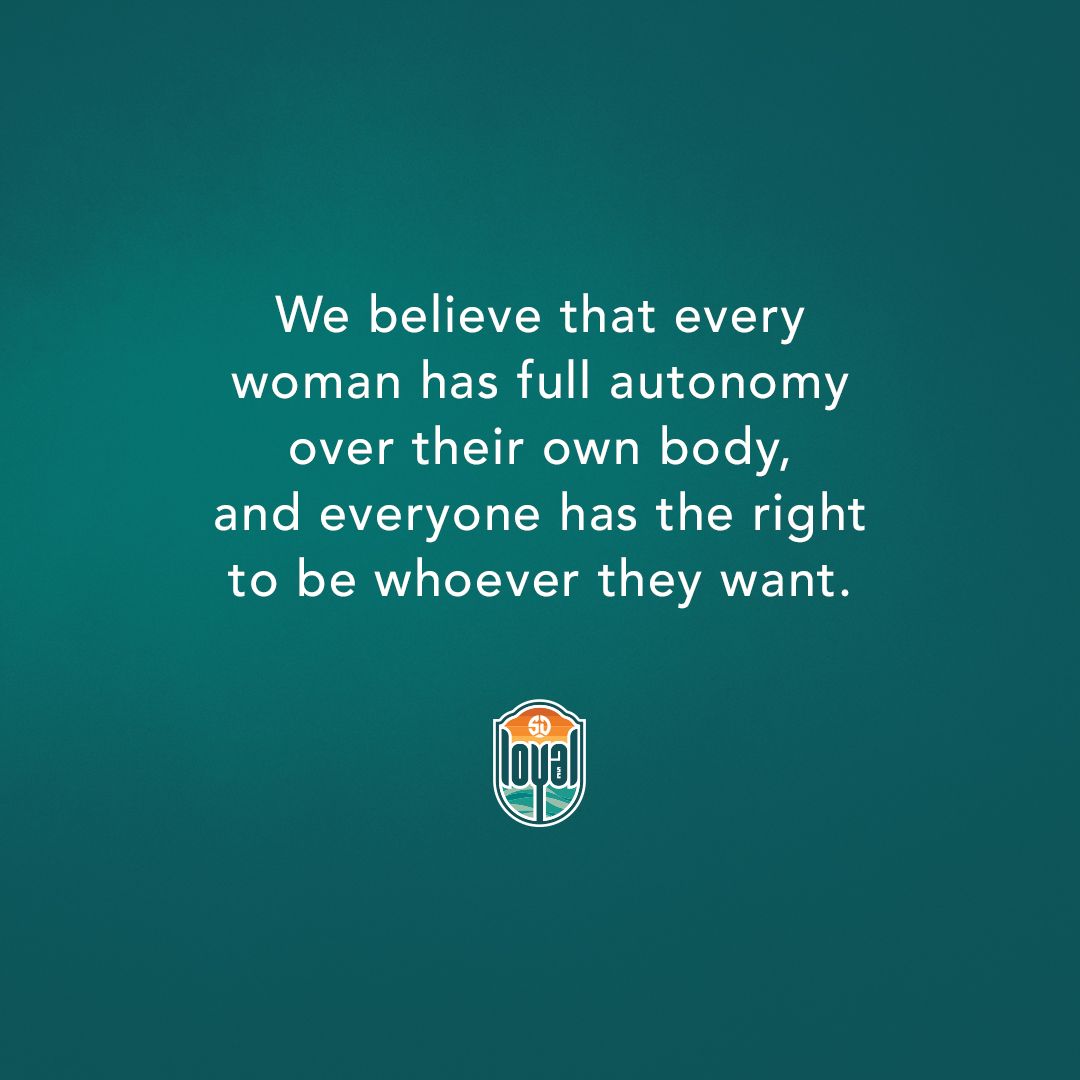 We believe that every
woman has full autonomy
over their own body,
and everyone has the right
to be whoever they want.
SD
loyal
SC